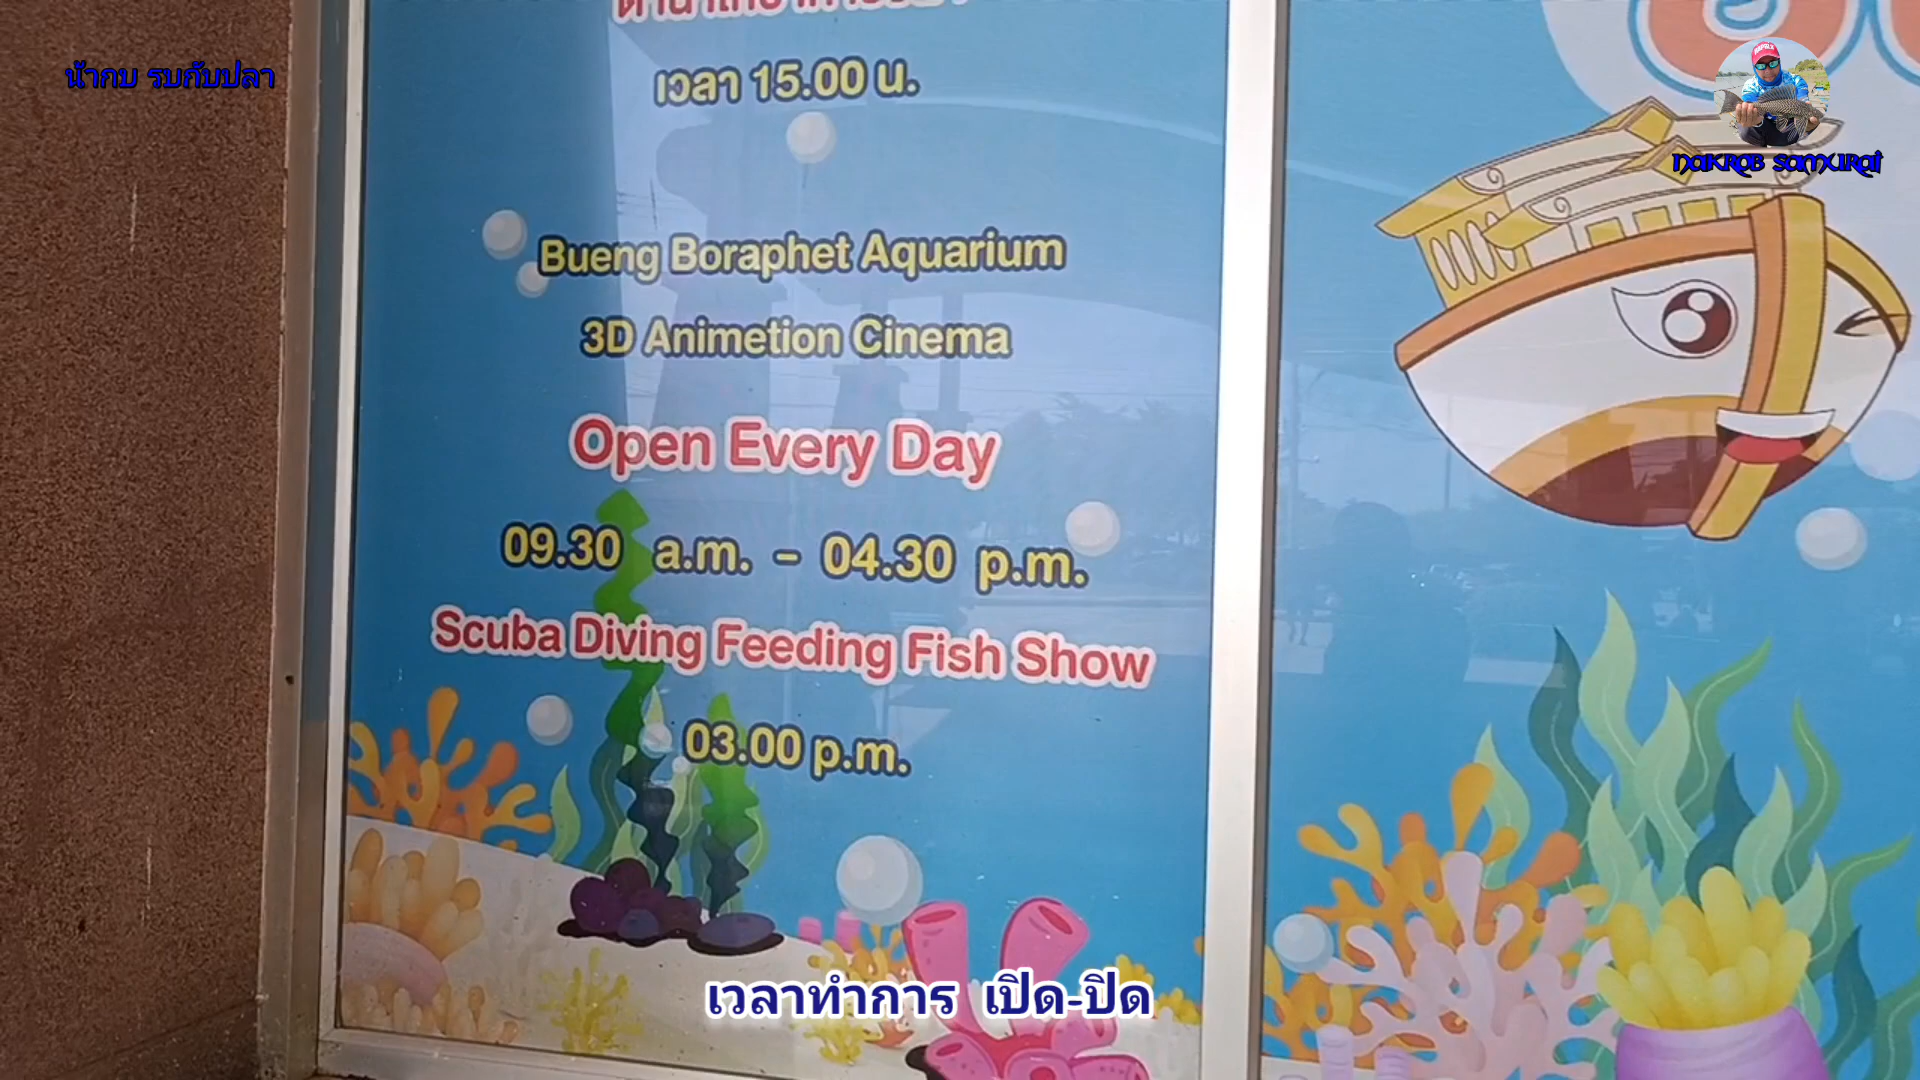 น้ากบ รบกับปลา
NAKROB SAMURAI
เวลา 15.00 น.
Bueng Boraphet Aquarium
3D Animetion Cinema
Open Every Day
09.30 a.m. - 04.30 p.m.
Scuba Diving Feeding Fish Show
03.00 p.m.
เวลาทำการ เปิด-ปิด